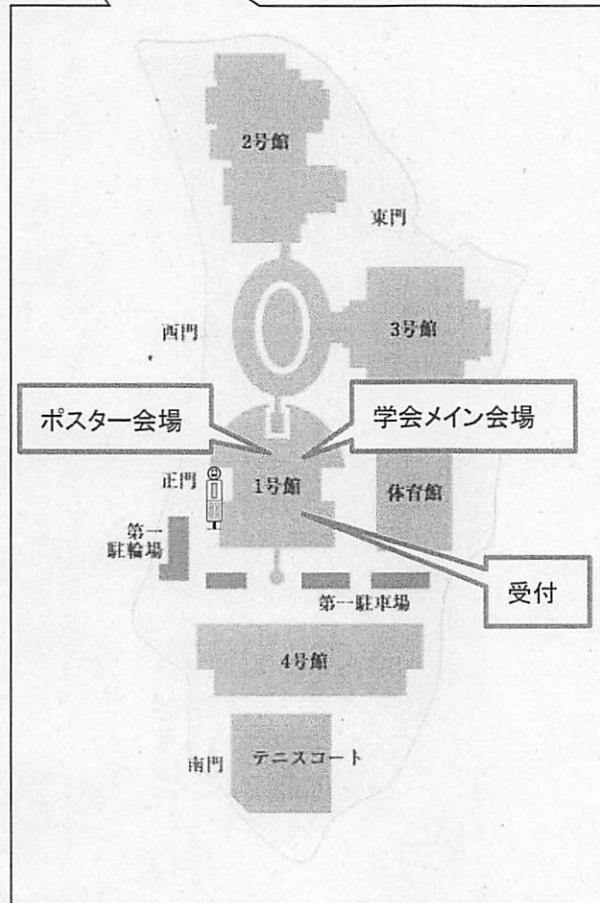 2号館
東門
西門
3号館
ポスター会場
学会メイン会場
正門
1号館
体育館
第一
駐輪場
第一駐車場
受付
4号館
南門
テニスコート